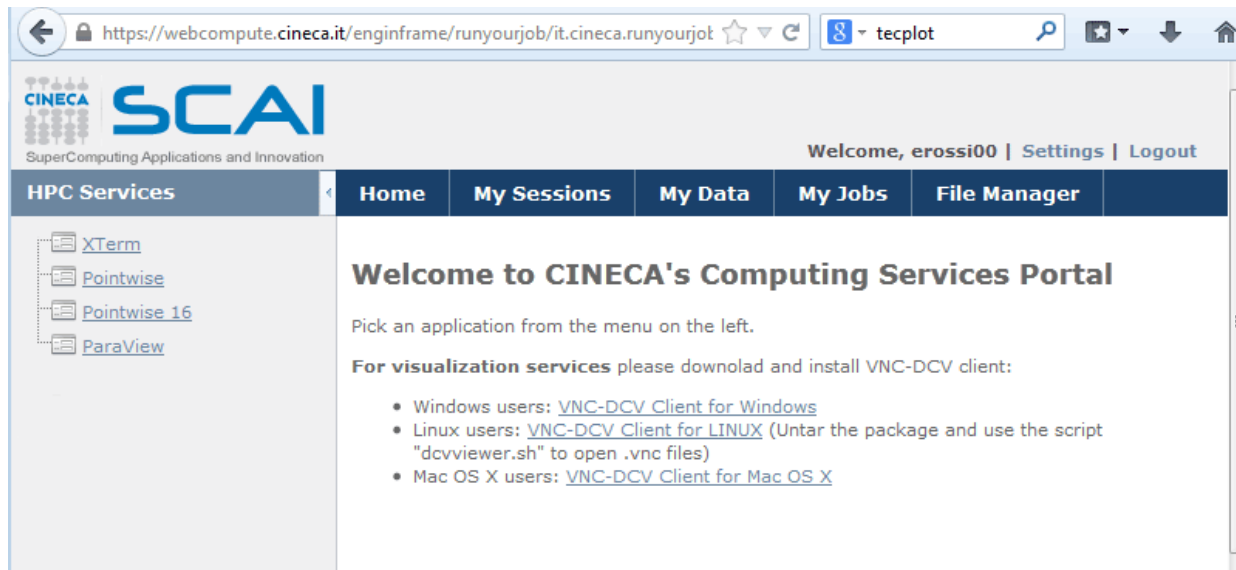 https://webcompute.cineca.it/enginframe/runyourjob/it.cineca.runyourjob
8 tecplot
CINECA
SCAI
SuperComputing Applications and Innovation
Welcome, erossi00 | Settings | Logout
HPC Services
Home My Sessions My Data My Jobs File Manager
XTerm
Pointwise
Pointwise 16
ParaView
Welcome to CINECA's Computing Services Portal
Pick an application from the menu on the left.
For visualization services please downolad and install VNC-DCV client:
• Windows users: VNC-DCV Client for Windows
• Linux users: VNC-DCV Client for LINUX (Untar the package and use the script
"dcvviewer.sh" to open .vnc files)
• Mac OS X users: VNC-DCV Client for Mac OS X